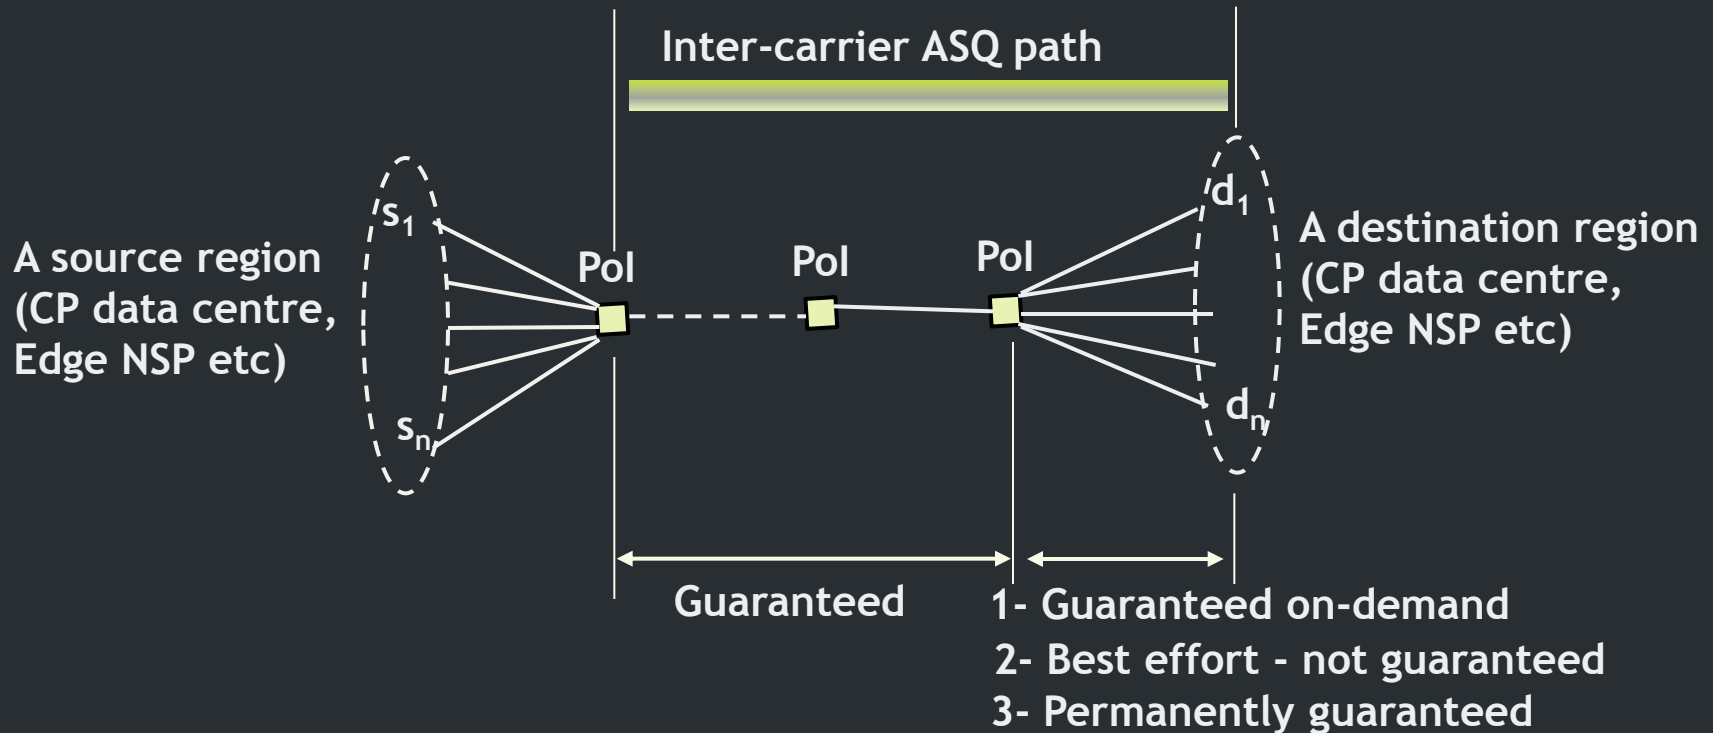 Inter-carrier ASQ path
s1
d1
A source region
(CP data centre,
Edge NSP etc)
PoI
PoI
PoI
A destination region
(CP data centre,
Edge NSP etc)
sn
dn
Guaranteed
1- Guaranteed on-demand
2- Best effort - not guaranteed
3- Permanently guaranteed